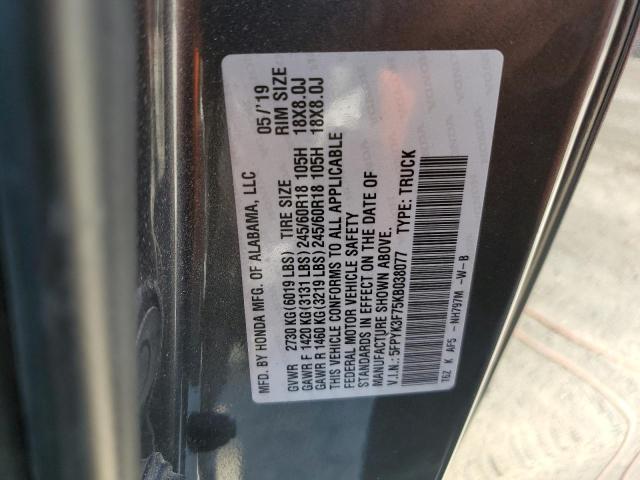 MFD. BY HONDA MFG. OF ALABAMA, LLC 05/'19
GVWR 2730 KG (6019 LBS) TIRE SIZE RIM SIZE
GAWR F 1420 KG (3131 LBS) 245/60R18 105H 18X8.0J
GAWR R 1460 KG (3219 LBS) 245/60R18 105H 18X8.0J
THIS VEHICLE CONFORMS TO ALL APPLICABLE
FEDERAL MOTOR VEHICLE SAFETY
STANDARDS IN EFFECT ON THE DATE OF
MANUFACTURE SHOWN ABOVE.
V.I.N.: 5FPYK3F75KB038077 TYPE: TRUCK
T6Z K AF5 - NH797M -W-B